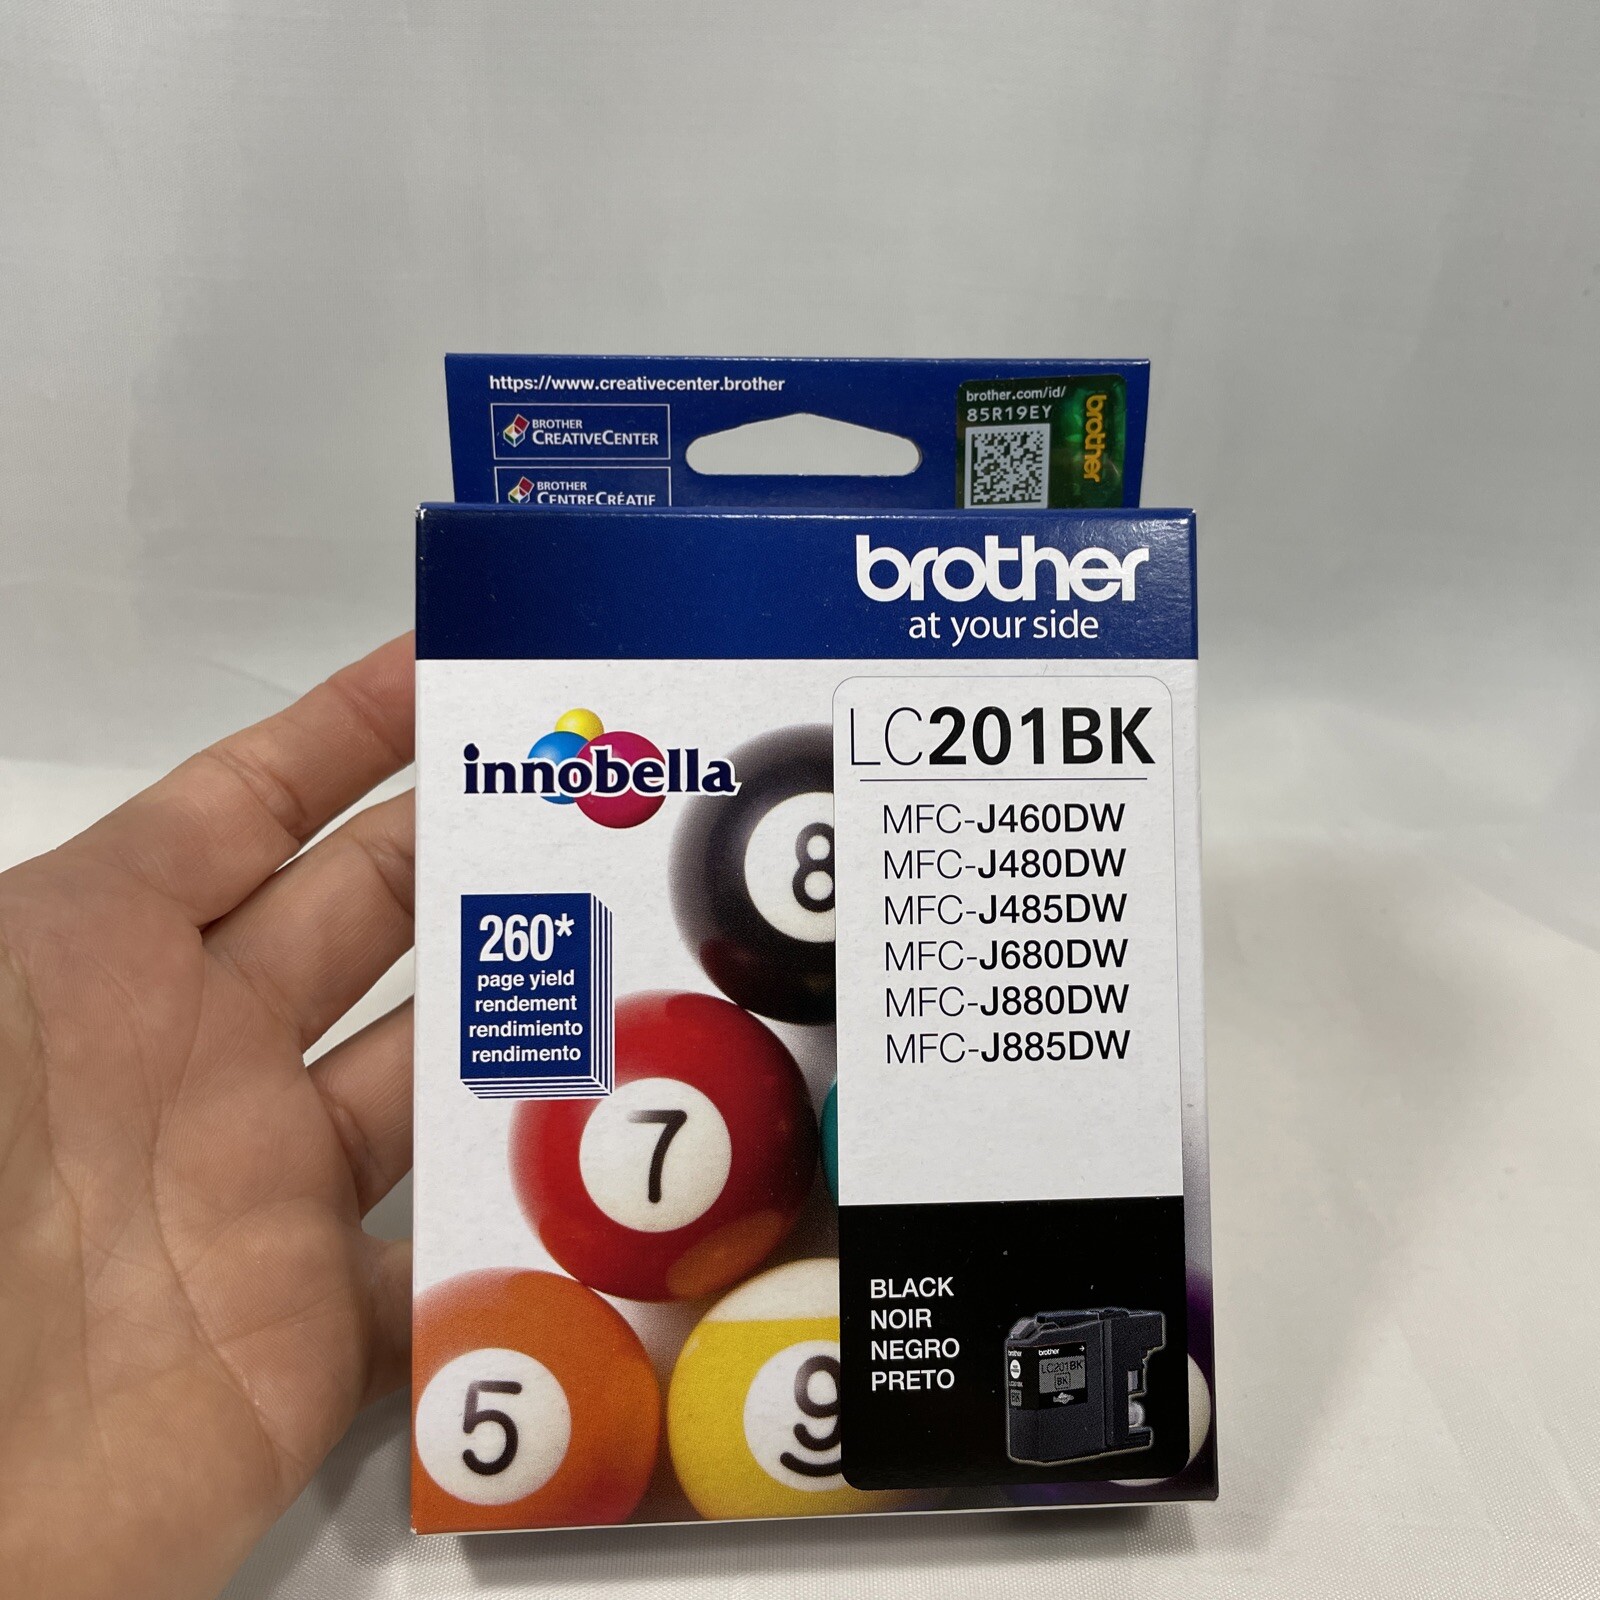 https://www.creativecenter.brother
BROTHER
CREATIVECENTER
BROTHER
CENTRECRÉATIF
brother.com/id/
85R19EY
brother
brother
at your side
innobella
LC201BK
MFC-J460DW
MFC-J480DW
MFC-J485DW
MFC-J680DW
MFC-J880DW
MFC-J885DW
260*
page yield
rendement
rendimiento
rendimento
8
7
5
9
BLACK
NOIR
NEGRO
PRETO
brother
brother
LC201BK
BK
BK